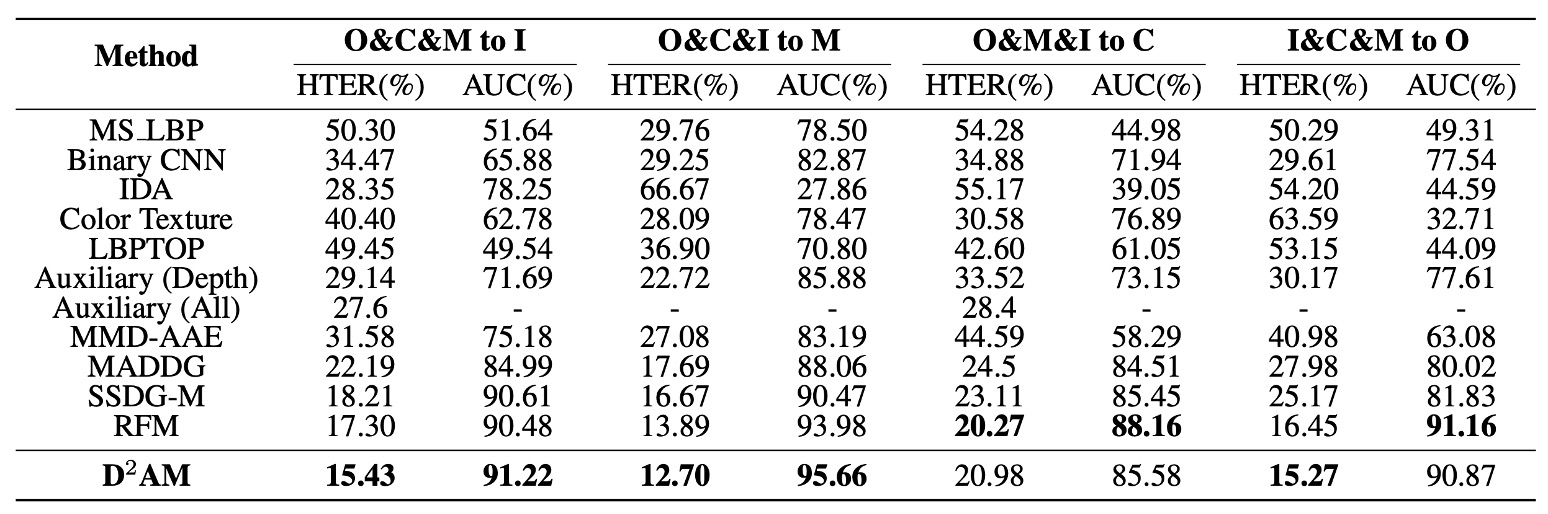 Method O&C&M to I O&C&I to M O&M&I to C I&C&M to O
HTER(%) AUC(%) HTER(%) AUC(%) HTER(%) AUC(%) HTER(%) AUC(%)
MS_LBP 50.30 51.64 29.76 78.50 54.28 44.98 50.29 49.31
Binary CNN 34.47 65.88 29.25 82.87 34.88 71.94 29.61 77.54
IDA 28.35 78.25 66.67 27.86 55.17 39.05 54.20 44.59
Color Texture 40.40 62.78 28.09 78.47 30.58 76.89 63.59 32.71
LBPTOP 49.45 49.54 36.90 70.80 42.60 61.05 53.15 44.09
Auxiliary (Depth) 29.14 71.69 22.72 85.88 33.52 73.15 30.17 77.61
Auxiliary (All) 27.6 - - - 28.4 - - -
MMD-AAE 31.58 75.18 27.08 83.19 44.59 58.29 40.98 63.08
MADDG 22.19 84.99 17.69 88.06 24.5 84.51 27.98 80.02
SSDG-M 18.21 90.61 16.67 90.47 23.11 85.45 25.17 81.83
RFM 17.30 90.48 13.89 93.98 20.27 88.16 16.45 91.16
D²AM 15.43 91.22 12.70 95.66 20.98 85.58 15.27 90.87